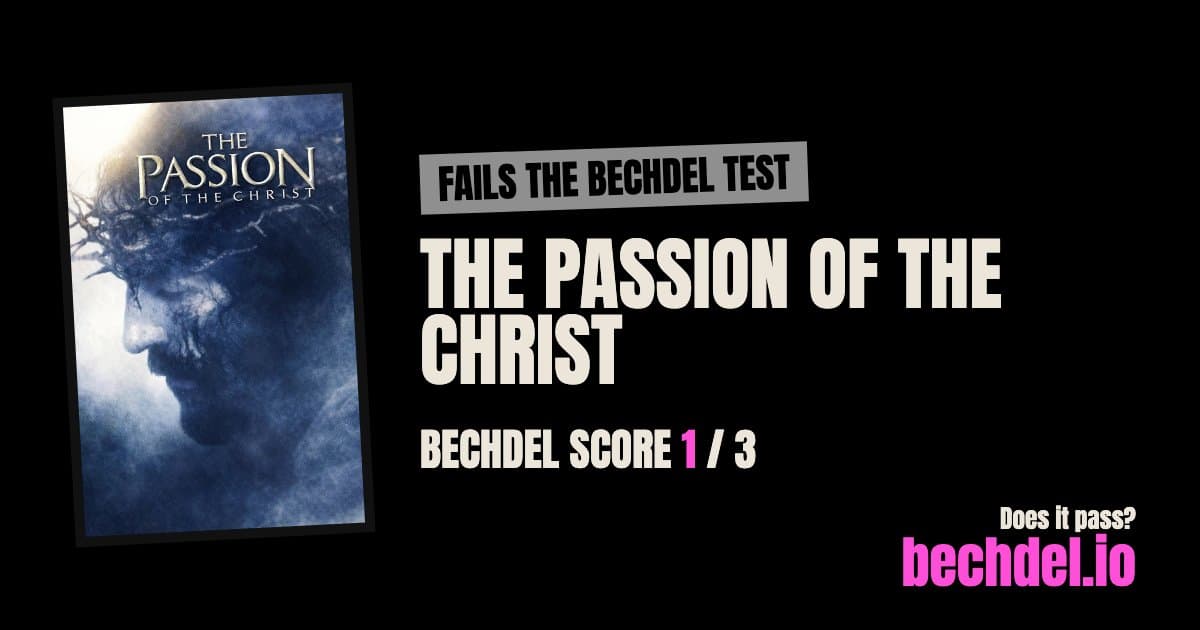 THE
PASSION
OF THE CHRIST
FAILS THE BECHDEL TEST
THE PASSION OF THE
CHRIST
BECHDEL SCORE 1 / 3
Does it pass?
bechdel.io